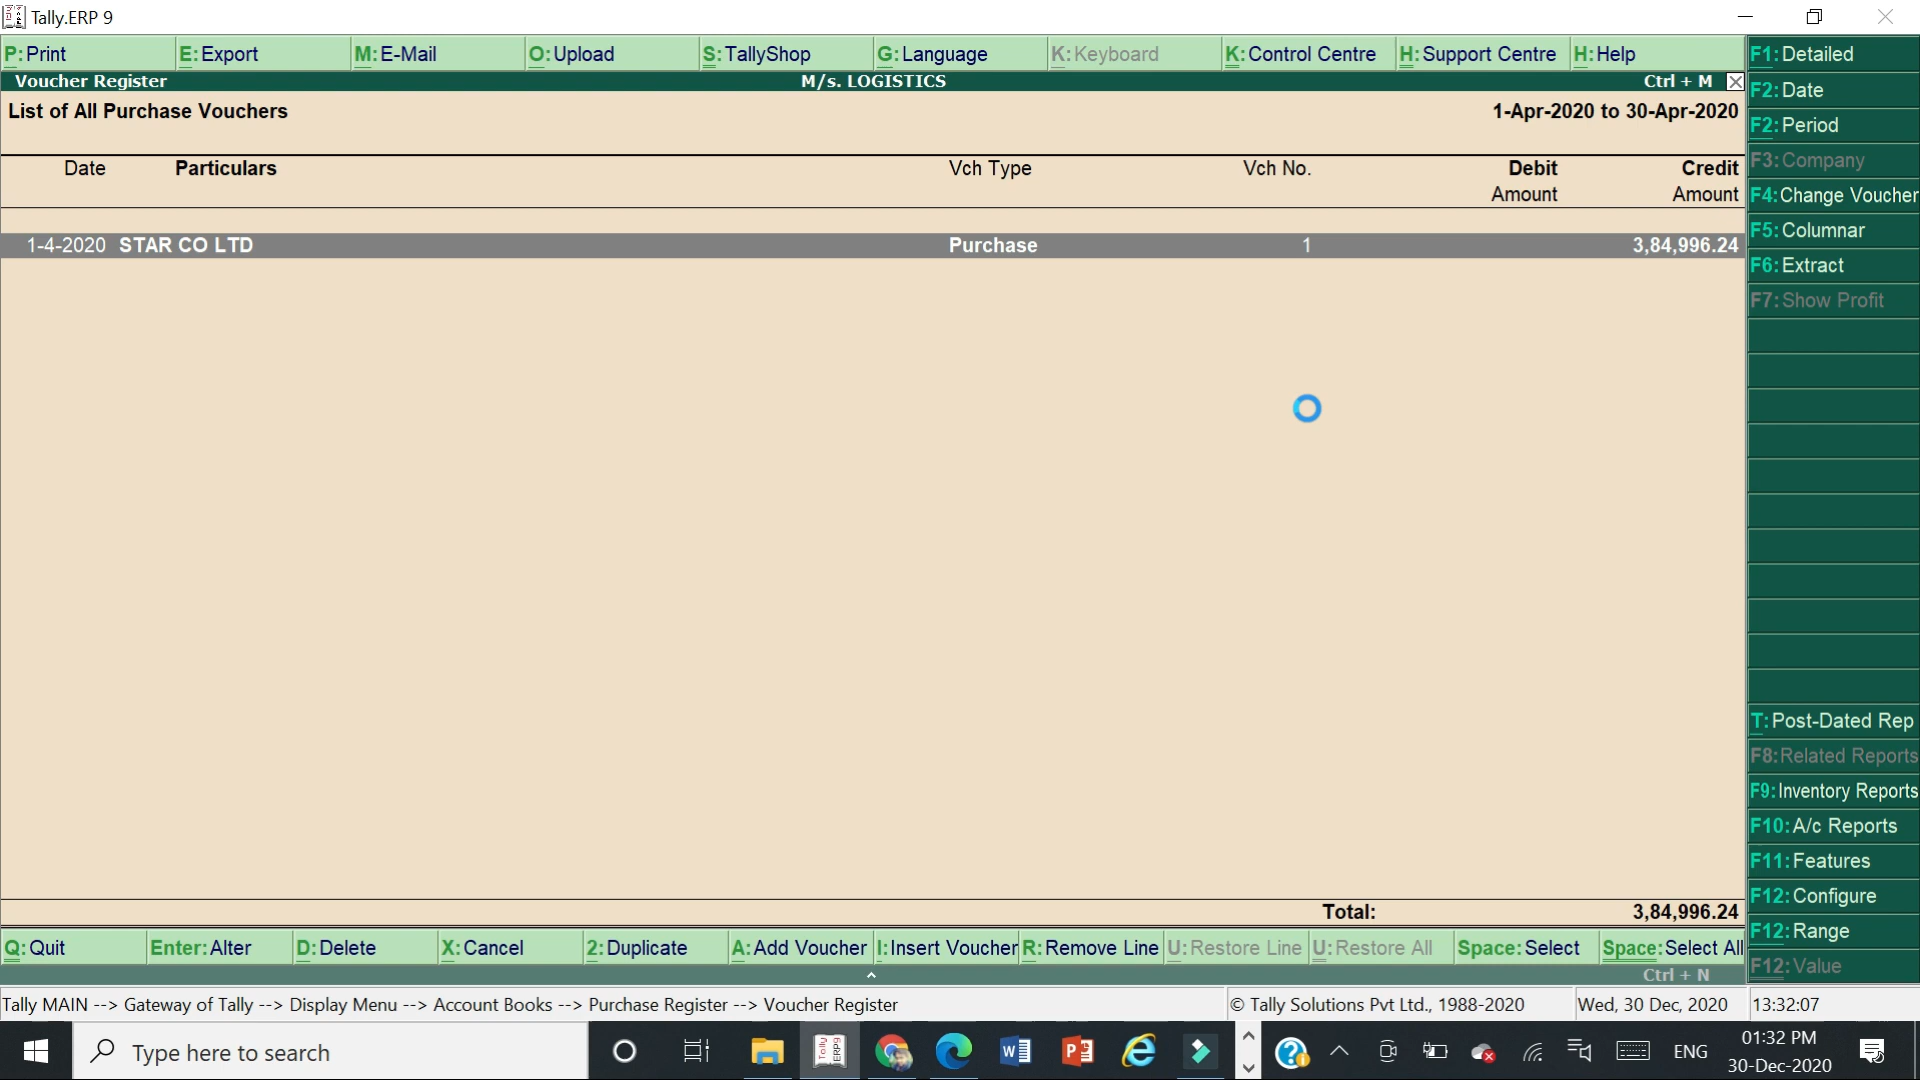 Tally.ERP 9
P: Print E: Export M: E-Mail O: Upload S: TallyShop G: Language K: Keyboard K: Control Centre H: Support Centre H: Help
Voucher Register M/s. LOGISTICS Ctrl + M
List of All Purchase Vouchers 1-Apr-2020 to 30-Apr-2020
Date Particulars Vch Type Vch No. Debit Credit
Amount Amount
1-4-2020 STAR CO LTD Purchase 1 3,84,996.24
Total: 3,84,996.24
Q: Quit Enter: Alter D: Delete X: Cancel 2: Duplicate A: Add Voucher I: Insert Voucher R: Remove Line U: Restore Line U: Restore All Space: Select Space: Select All
Ctrl + N
F1: Detailed
F2: Date
F2: Period
F3: Company
F4: Change Voucher
F5: Columnar
F6: Extract
F7: Show Profit
T: Post-Dated Rep
F8: Related Reports
F9: Inventory Reports
F10: A/c Reports
F11: Features
F12: Configure
F12: Range
F12: Value
Tally MAIN --> Gateway of Tally --> Display Menu --> Account Books --> Purchase Register --> Voucher Register © Tally Solutions Pvt Ltd., 1988-2020 Wed, 30 Dec, 2020 13:32:07
Type here to search ENG 01:32 PM
30-Dec-2020